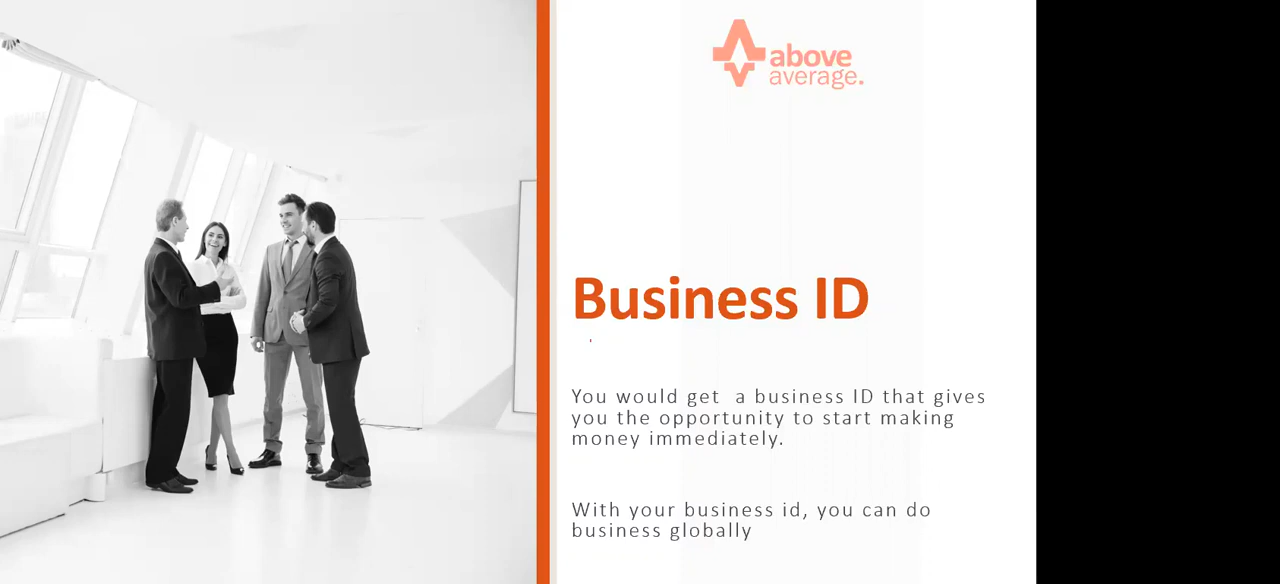 above
average.
Business ID
You would get a business ID that gives
you the opportunity to start making
money immediately.
With your business id, you can do
business globally